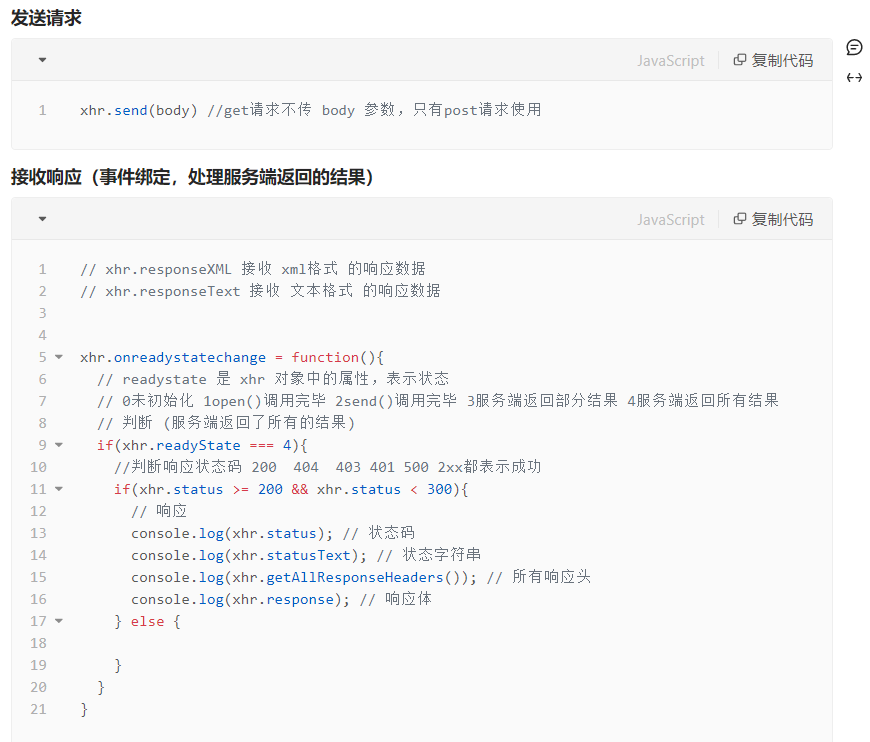 发送请求
JavaScript 复制代码
1 xhr.send(body) //get请求不传 body 参数，只有post请求使用
接收响应（事件绑定，处理服务端返回的结果）
JavaScript 复制代码
1 // xhr.responseXML 接收 xml格式 的响应数据
2 // xhr.responseText 接收 文本格式 的响应数据
3
4
5 xhr.onreadystatechange = function(){
6 // readystate 是 xhr 对象中的属性，表示状态
7 // 0未初始化 1open()调用完毕 2send()调用完毕 3服务端返回部分结果 4服务端返回所有结果
8 // 判断 (服务端返回了所有的结果)
9 if(xhr.readyState === 4){
10 //判断响应状态码 200  404  403 401 500 2xx都表示成功
11 if(xhr.status >= 200 && xhr.status < 300){
12 // 响应
13 console.log(xhr.status); // 状态码
14 console.log(xhr.statusText); // 状态字符串
15 console.log(xhr.getAllResponseHeaders()); // 所有响应头
16 console.log(xhr.response); // 响应体
17 } else {
18
19 }
20 }
21 }